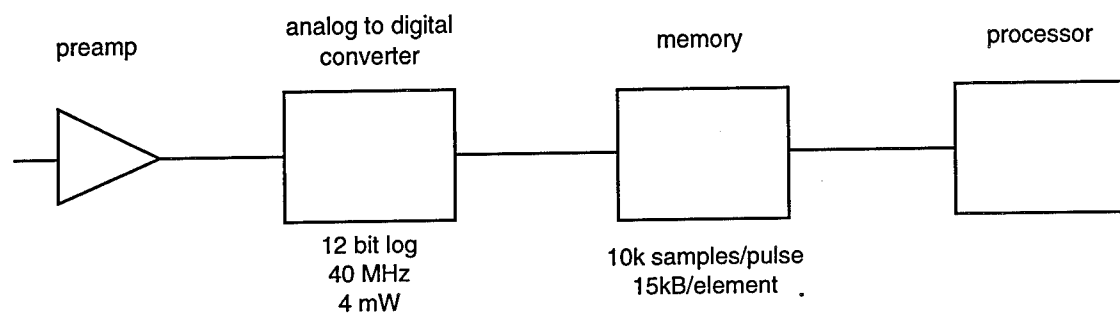 preamp
analog to digital
converter
memory
processor
12 bit log
40 MHz
4 mW
10k samples/pulse
15kB/element